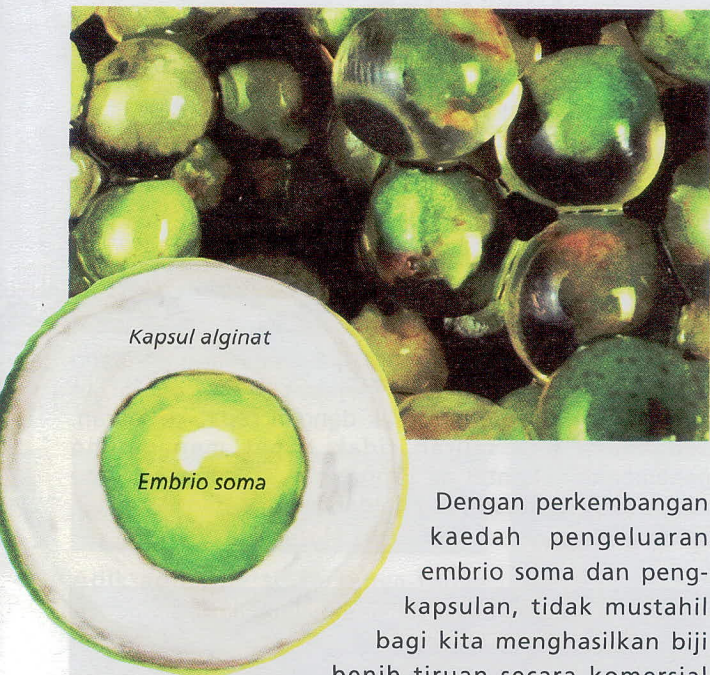 Kapsul alginat
Embrio soma
Dengan perkembangan
kaedah pengeluaran
embrio soma dan peng-
kapsulan, tidak mustahil
bagi kita menghasilkan biji
benih tiruan secara komersial